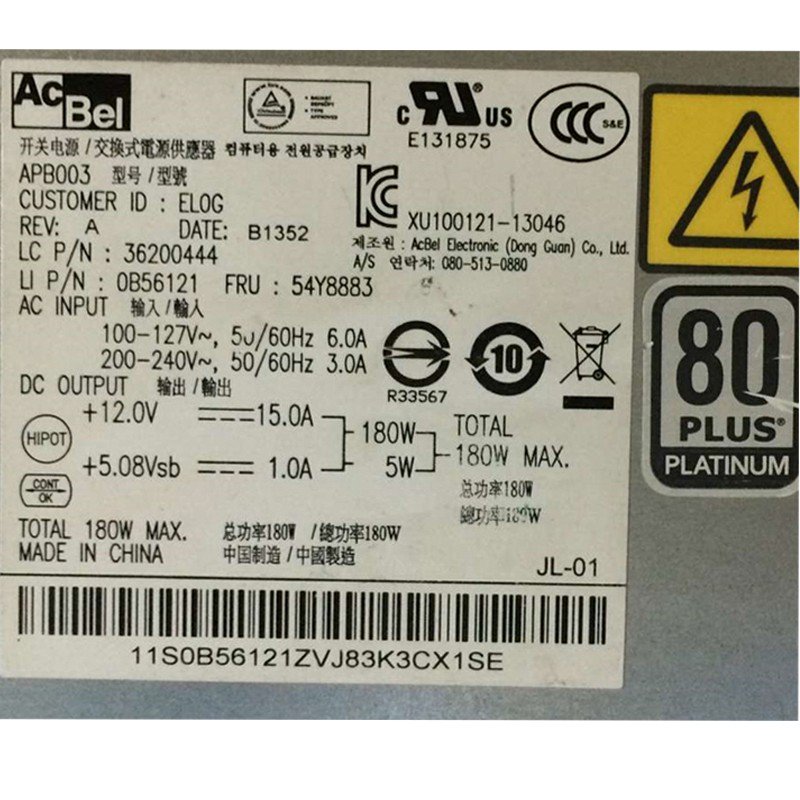 AcBel
c UR US
E131875
CCC S&E
开关电源 / 交換式電源供應器 컴퓨터용 전원공급장치
APB003 型号 / 型號
CUSTOMER ID : ELOG
REV: A DATE: B1352
XU100121-13046
제조원 : AcBel Electronic (Dong Guan) Co., Ltd.
A/S 연락처: 080-513-0880
LC P/N : 36200444
LI P/N : 0B56121 FRU : 54Y8883
AC INPUT 输入 / 輸入
100-127V~, 50/60Hz 6.0A
200-240V~, 50/60Hz 3.0A
R33567
10
DC OUTPUT 输出 / 輸出
HIPOT
+12.0V 15.0A 180W
+5.08Vsb 1.0A 5W
TOTAL
180W MAX.
CONT OK
总功率180W
總功率180W
TOTAL 180W MAX. 总功率180W / 總功率180W
MADE IN CHINA 中国制造 / 中國製造
JL-01
11S0B56121ZVJ83K3CX1SE
80
PLUS®
PLATINUM